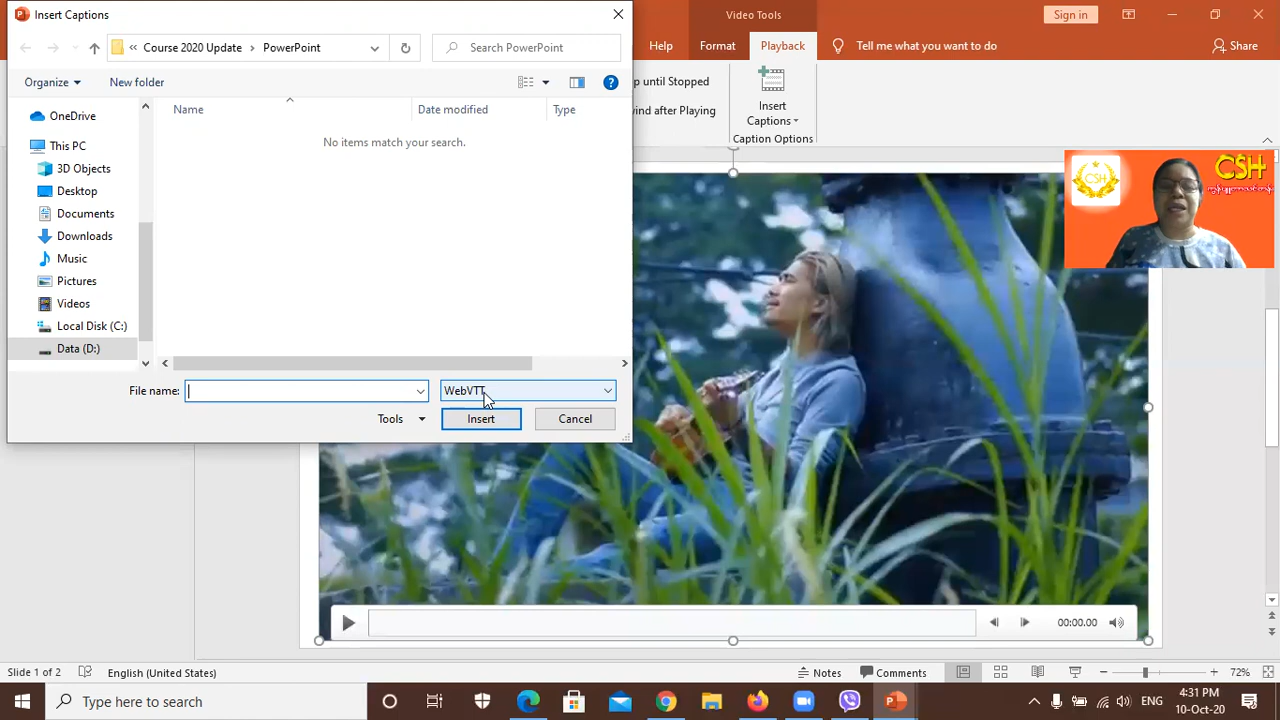 Insert Captions
Video Tools
Sign in
Course 2020 Update
PowerPoint
Search PowerPoint
Help
Format
Playback
Tell me what you want to do
Share
Organize
New folder
p until Stopped
wind after Playing
Insert
Captions
Caption Options
Name
Date modified
Type
No items match your search.
OneDrive
This PC
3D Objects
Desktop
Documents
Downloads
Music
Pictures
Videos
Local Disk (C:)
Data (D:)
CSH
CSH
File name:
WebVTT
Tools
Insert
Cancel
00:00.00
Slide 1 of 2
English (United States)
Notes
Comments
72%
Type here to search
ENG
4:31 PM
10-Oct-20